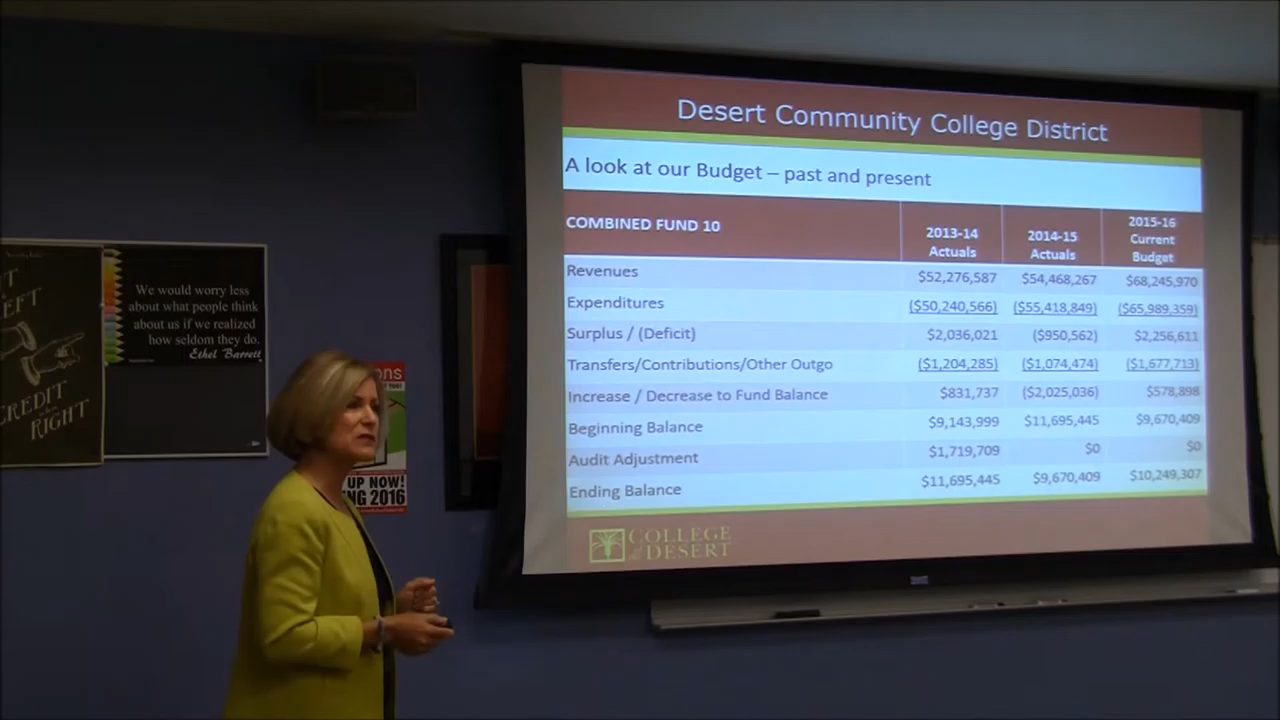 Desert Community College District
A look at our Budget – past and present
COMBINED FUND 10
2013-14 Actuals
2014-15 Actuals
2015-16 Current Budget
Revenues $52,276,587 $54,468,267 $68,245,970
Expenditures ($50,240,566) ($55,418,849) ($65,989,359)
Surplus / (Deficit) $2,036,021 ($950,562) $2,256,611
Transfers/Contributions/Other Outgo ($1,204,285) ($1,074,474) ($1,677,713)
Increase / Decrease to Fund Balance $831,737 ($2,025,036) $578,898
Beginning Balance $9,143,999 $11,695,445 $9,670,409
Audit Adjustment $1,719,709 $0 $0
Ending Balance $11,695,445 $9,670,409 $10,249,307
COLLEGE
of the DESERT
We would worry less
about what people think
about us if we realized
how seldom they do.
Ethel Barrett
CREDIT
RIGHT
ons
UP NOW!
NG 2016